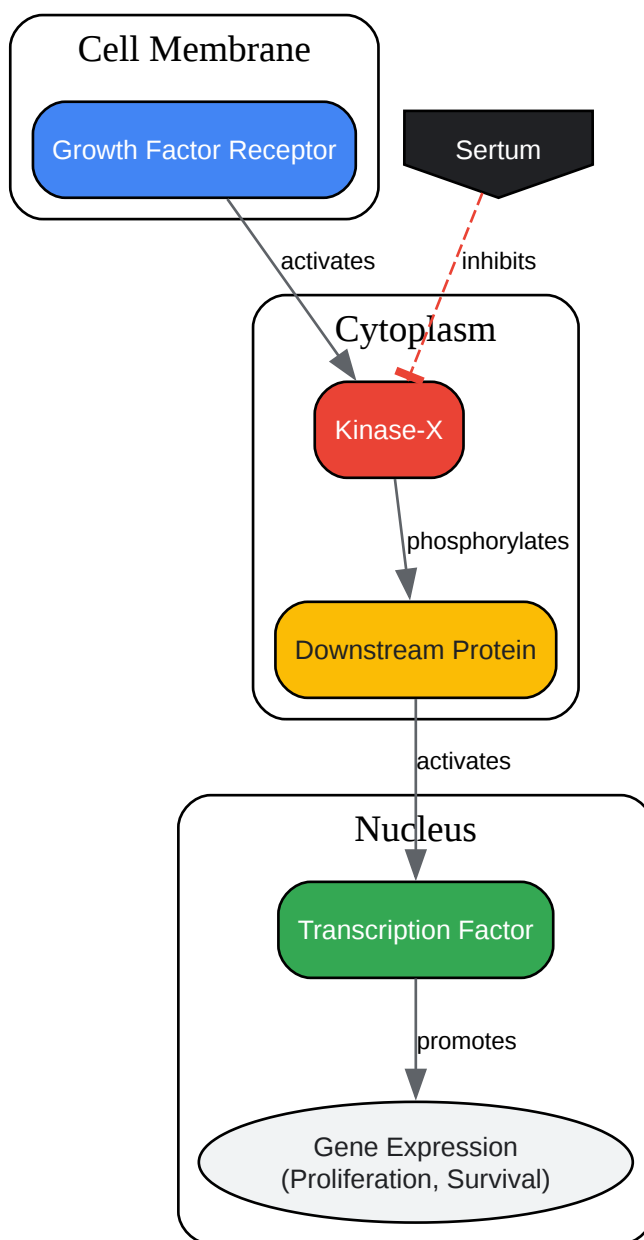 Cell Membrane
Growth Factor Receptor
Sertum
activates
inhibits
Cytoplasm
Kinase-X
phosphorylates
Downstream Protein
activates
Nucleus
Transcription Factor
promotes
Gene Expression
(Proliferation, Survival)